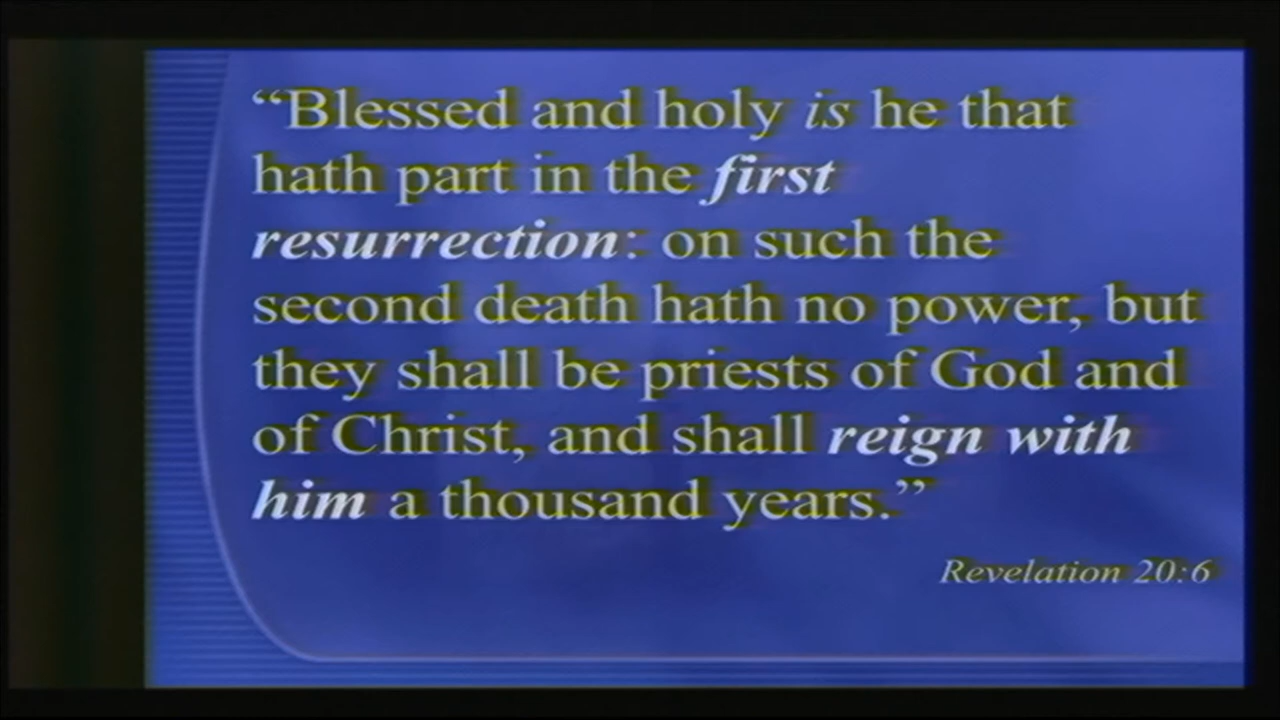 “Blessed and holy is he that
hath part in the first
resurrection: on such the
second death hath no power, but
they shall be priests of God and
of Christ, and shall reign with
him a thousand years.”
Revelation 20:6